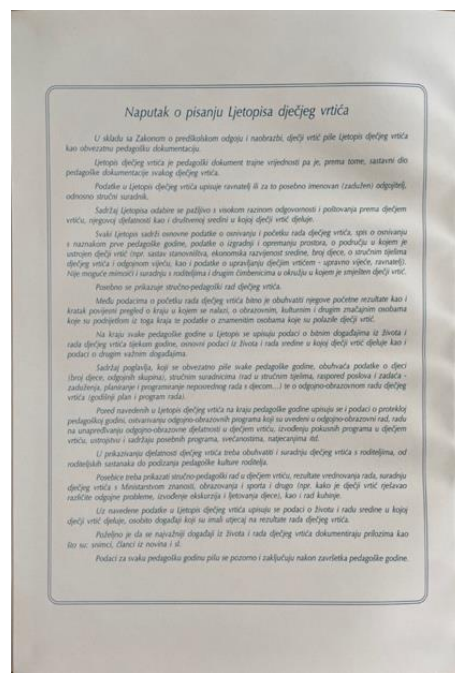 Naputak o pisanju Ljetopisa dječjeg vrtića
U skladu sa Zakonom o predškolskom odgoju i naobrazbi, dječji vrtić piše Ljetopis dječjeg vrtića
kao obveznu pedagošku dokumentaciju.
Ljetopis dječjeg vrtića je pedagoški dokument trajne vrijednosti pa je, prema tome, sastavni dio
pedagoške dokumentacije svakog dječjeg vrtića.
Podatke u Ljetopis dječjeg vrtića upisuje ravnatelj ili za to posebno imenovan (zadužen) odgojitelj,
odnosno stručni suradnik.
Sadržaj Ljetopisa odabere se pažljivo s visokom razinom odgovornosti i poštovanja prema dječjem
vrtiću, njegovoj djelatnosti kao i društvenoj sredini u kojoj dječji vrtić djeluje.
Svaki Ljetopis sadrži osnovne podatke o osnivanju i početku rada dječjeg vrtića, spis o osnivanju
s naznakom prve pedagoške godine, podatke o izgradnji i opremanju prostora, o području u kojem je
ustrojen dječji vrtić (npr. sastav stanovništva, ekonomska razvijenost sredine, broj djece, o stručnim tijelima
dječjeg vrtića i odgojnom vijeću, kao i podatke o upravljanju dječjim vrtićem - upravno vijeće, ravnatelj).
Nije moguće mimoići i suradnju s roditeljima i drugim čimbenicima u okružju u kojem je smješten dječji vrtić.
Posebno se prikazuje stručno-pedagoški rad dječjeg vrtića.
Među podacima o početku rada dječjeg vrtića bitno je obuhvatiti njegove početne rezultate kao i
kratak povijesni pregled o kraju u kojem se nalazi, o obrazovnim, kulturnim i drugim značajnim osobama
koje su podrijetlom iz toga kraja te podatke o znamenitim osobama koje su polazile dječji vrtić.
Na kraju svake pedagoške godine u Ljetopis se upisuju podaci o bitnim događajima iz života i
rada dječjeg vrtića tijekom godine, osnovni podaci iz života i rada sredine u kojoj dječji vrtić djeluje kao i
podaci o drugim važnim događajima.
Sadržaj poglavlja, koji se obvezatno piše svake pedagoške godine, obuhvaća podatke o djeci
(broj djece, odgojnih skupina), stručnim suradnicima (rad u stručnim tijelima, raspored poslova i zadaća -
zaduženja, planiranje i programiranje neposrednog rada s djecom...) te o odgojno-obrazovnom radu dječjeg
vrtića (godišnji plan i program rada).
Pored navedenih u Ljetopis dječjeg vrtića na kraju pedagoške godine upisuju se i podaci o protekloj
pedagoškoj godini, ostvarivanju odgojno-obrazovnih programa koji su uvedeni u odgojno-obrazovni rad, radu
na unapređivanju odgojno-obrazovne djelatnosti u dječjem vrtiću, izvođenju pokusnih programa u dječjem
vrtiću, ustrojstvu i sadržaju posebnih programa, svečanostima, natjecanjima itd.
U prikazivanju djelatnosti dječjeg vrtića treba obuhvatiti i suradnju dječjeg vrtića s roditeljima, od
roditeljskih sastanaka do podizanja pedagoške kulture roditelja.
Posebice treba prikazati stručno-pedagoški rad u dječjem vrtiću, rezultate vrednovanja rada, suradnju
dječjeg vrtića s Ministarstvom znanosti, obrazovanja i sporta i drugo (npr. kako je dječji vrtić rješavao
različite odgojne probleme, izvođenje ekskurzija i ljetovanja djece), kao i rad kuhinje.
Uz navedene podatke u Ljetopis dječjeg vrtića upisuju se podaci o životu i radu sredine u kojoj
dječji vrtić djeluje, osobito događaji koji su imali utjecaj na rezultate rada dječjeg vrtića.
Poželjno je da se najvažniji događaji iz života i rada dječjeg vrtića dokumentiraju prilozima kao
što su: snimci, članci iz novina i sl.
Podaci za svaku pedagošku godinu pišu se pozorno i zaključuju nakon završetka pedagoške godine.